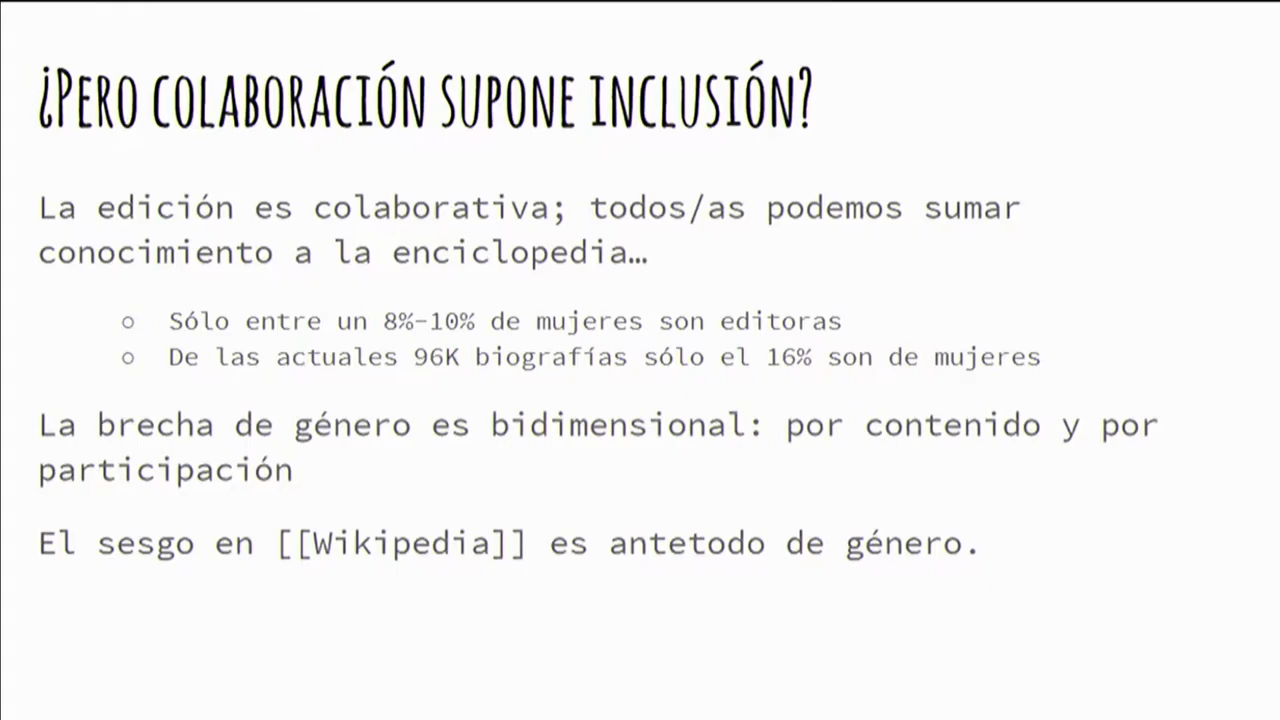 ¿Pero colaboración supone inclusión?
La edición es colaborativa; todos/as podemos sumar
conocimiento a la enciclopedia…
○ Sólo entre un 8%-10% de mujeres son editoras
○ De las actuales 96K biografías sólo el 16% son de mujeres
La brecha de género es bidimensional: por contenido y por
participación
El sesgo en [[Wikipedia]] es antetodo de género.